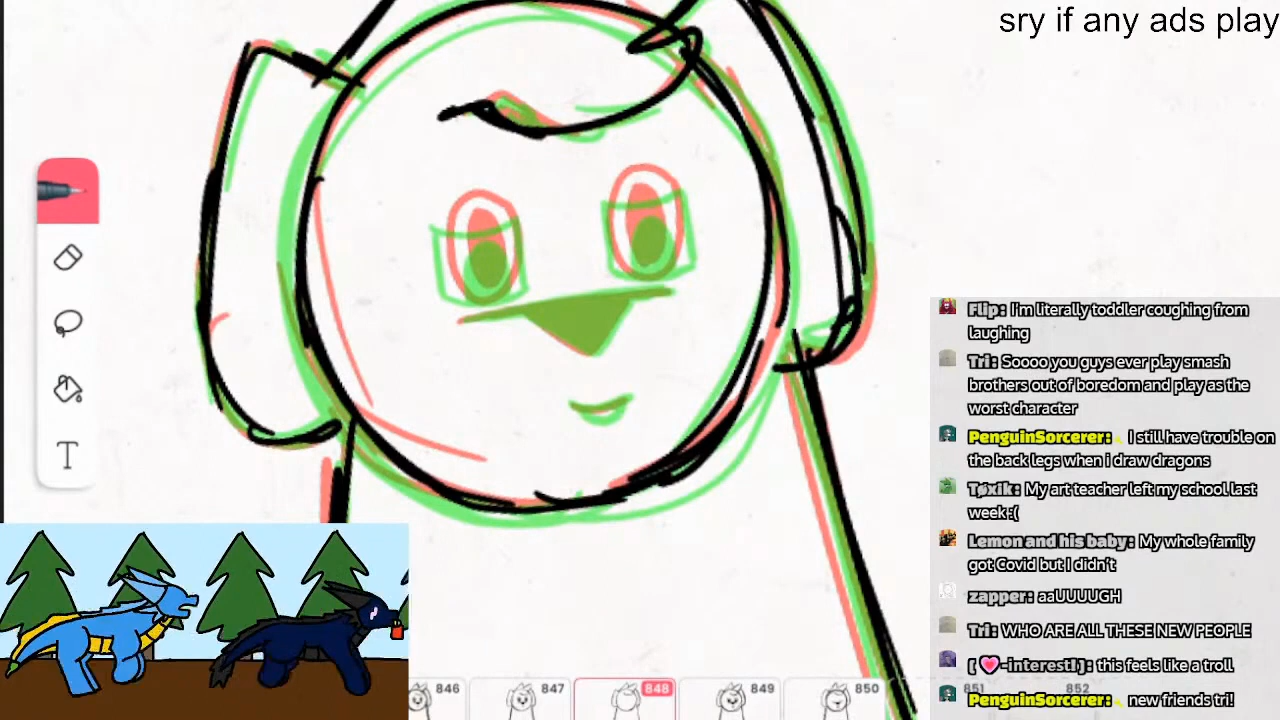 sry if any ads play
Flip: I'm literally toddler coughing from
laughing
Tri: Soooo you guys ever play smash
brothers out of boredom and play as the
worst character
PenguinSorcerer: I still have trouble on
the back legs when i draw dragons
Tøxik: My art teacher left my school last
week :(
Lemon and his baby: My whole family
got Covid but I didn't
zapper: aaUUUUGH
Tri: WHO ARE ALL THESE NEW PEOPLE
[ 💗-interest! ]: this feels like a troll
PenguinSorcerer: new friends tri!
T
846 847 848 849 850 851 852